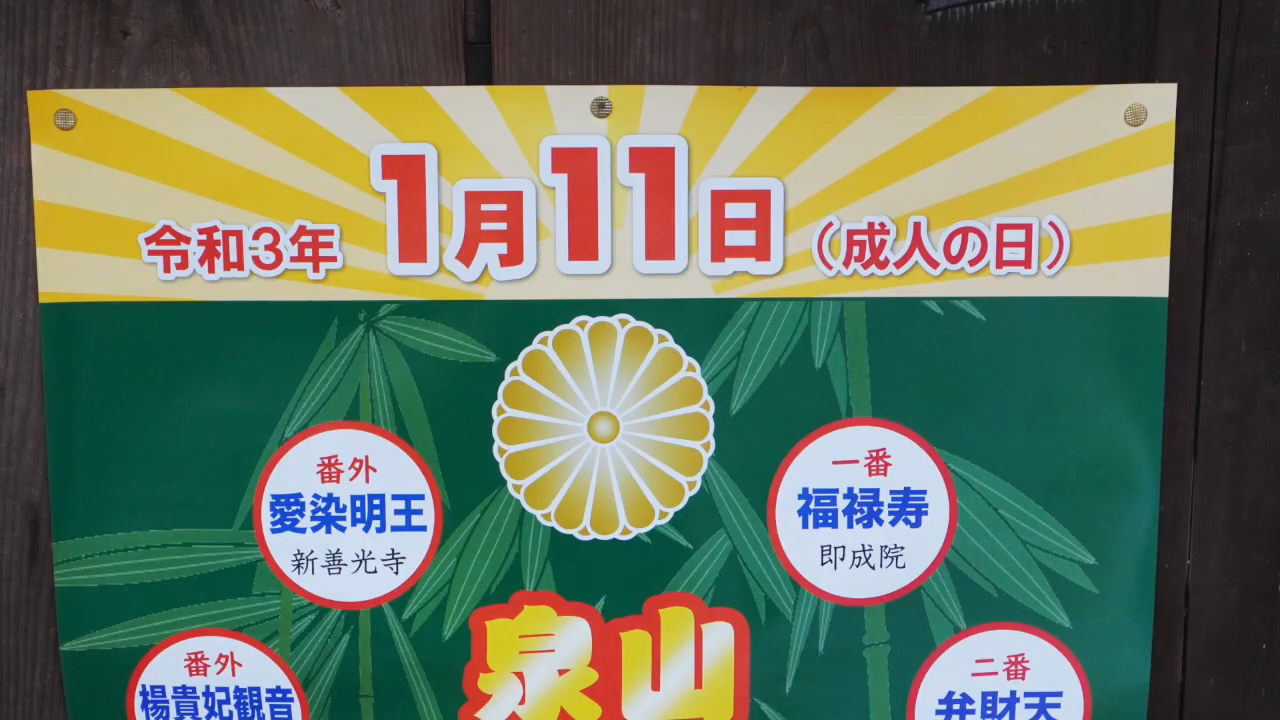 令和3年 1月11日 (成人の日)
番外
愛染明王
新善光寺
一番
福禄寿
即成院
泉山
番外
楊貴妃観音
二番
弁財天